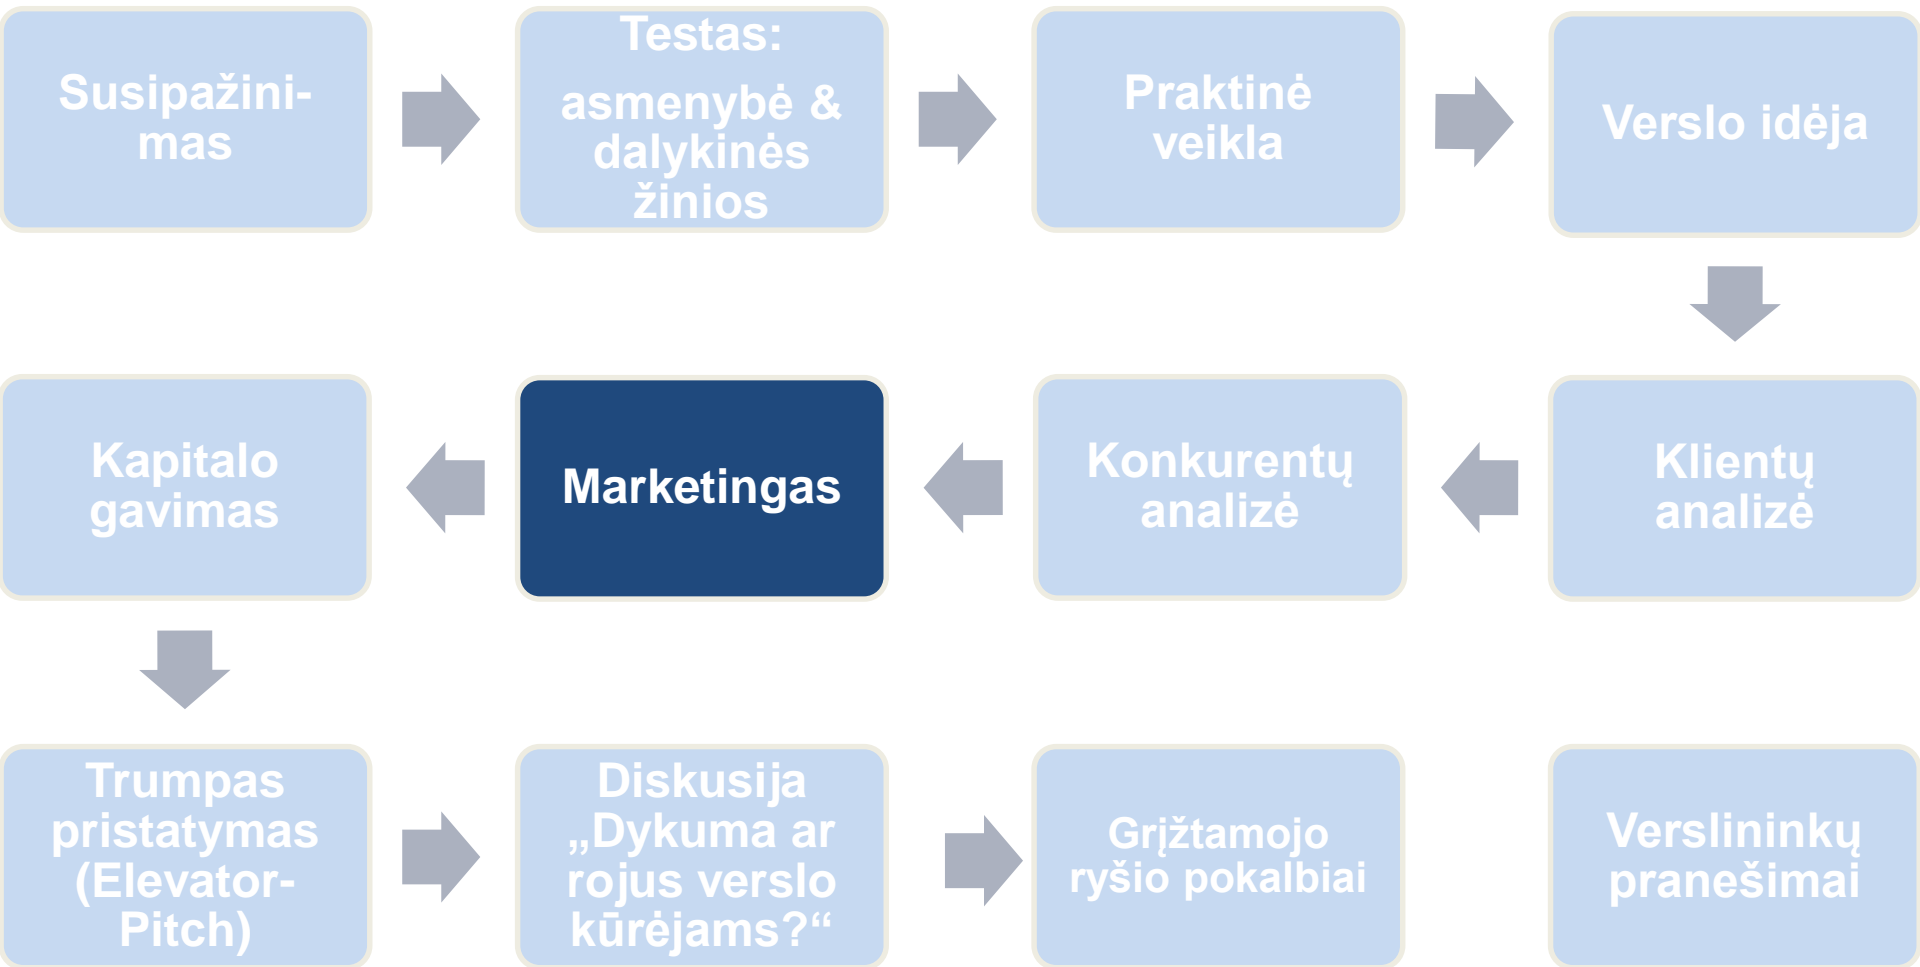 Susipažini-
mas
Testas:
asmenybė &
dalykinės
žinios
Praktinė
veikla
Verslo idėja
Klientų
analizė
Konkurentų
analizė
Marketingas
Kapitalo
gavimas
Trumpas
pristatymas
(Elevator-
Pitch)
Diskusija
„Dykuma ar
rojus verslo
kūrėjams?“
Grįžtamojo
ryšio pokalbiai
Verslininkų
pranešimai